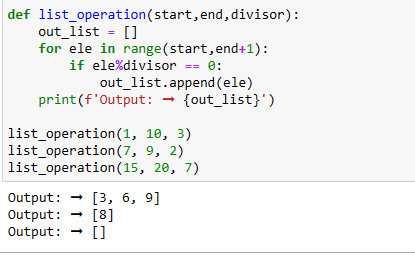 def list_operation(start,end,divisor):
    out_list = []
    for ele in range(start,end+1):
        if ele%divisor == 0:
            out_list.append(ele)
    print(f'Output: → {out_list}')

list_operation(1, 10, 3)
list_operation(7, 9, 2)
list_operation(15, 20, 7)
Output: → [3, 6, 9]
Output: → [8]
Output: → []